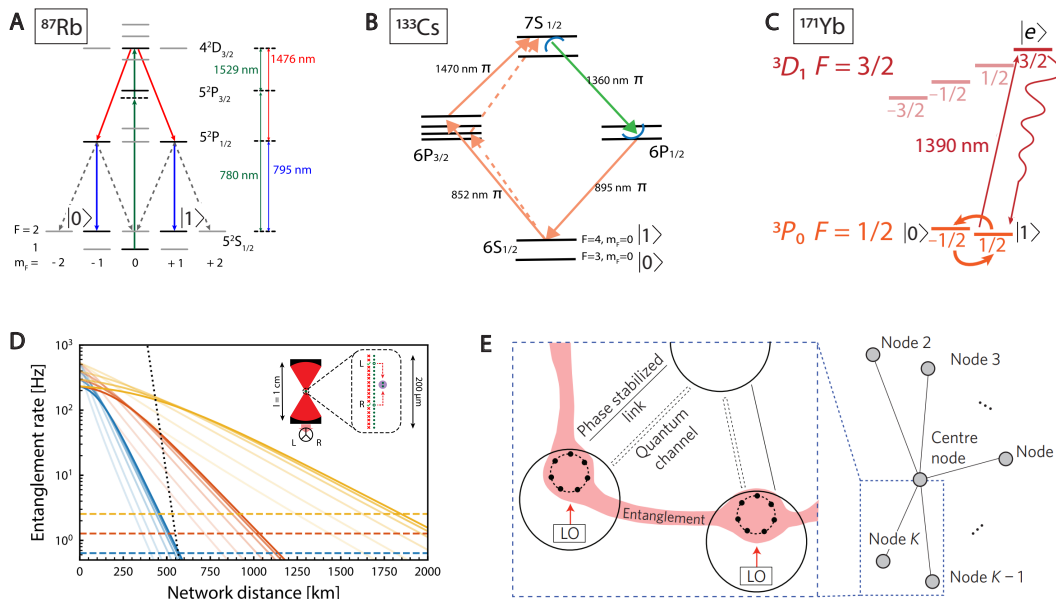 A
⁸⁷Rb
4²D₃/₂
1529 nm
1476 nm
5²P₃/₂
5²P₁/₂
780 nm
795 nm
|0⟩
|1⟩
F = 2
5²S₁/₂
1
m_F =
- 2
- 1
0
+ 1
+ 2
B
¹³³Cs
7S ₁/₂
1470 nm π
1360 nm π
6P₃/₂
6P₁/₂
852 nm π
895 nm π
6S₁/₂
F=4, m_F=0 |1⟩
F=3, m_F=0 |0⟩
C
¹⁷¹Yb
|e⟩
³D₁ F = 3/2
3/2
1/2
-1/2
-3/2
1390 nm
³P₀ F = 1/2
|0⟩
-1/2
1/2
|1⟩
D
Entanglement rate [Hz]
10³
10²
10¹
10⁰
0
250
500
750
1000
1250
1500
1750
2000
Network distance [km]
l = 1 cm
L
R
L
R
200 μm
E
Phase stabilized
link
Quantum
channel
Entanglement
LO
LO
Node 2
Node 3
Centre
node
Node
Node K
Node K – 1